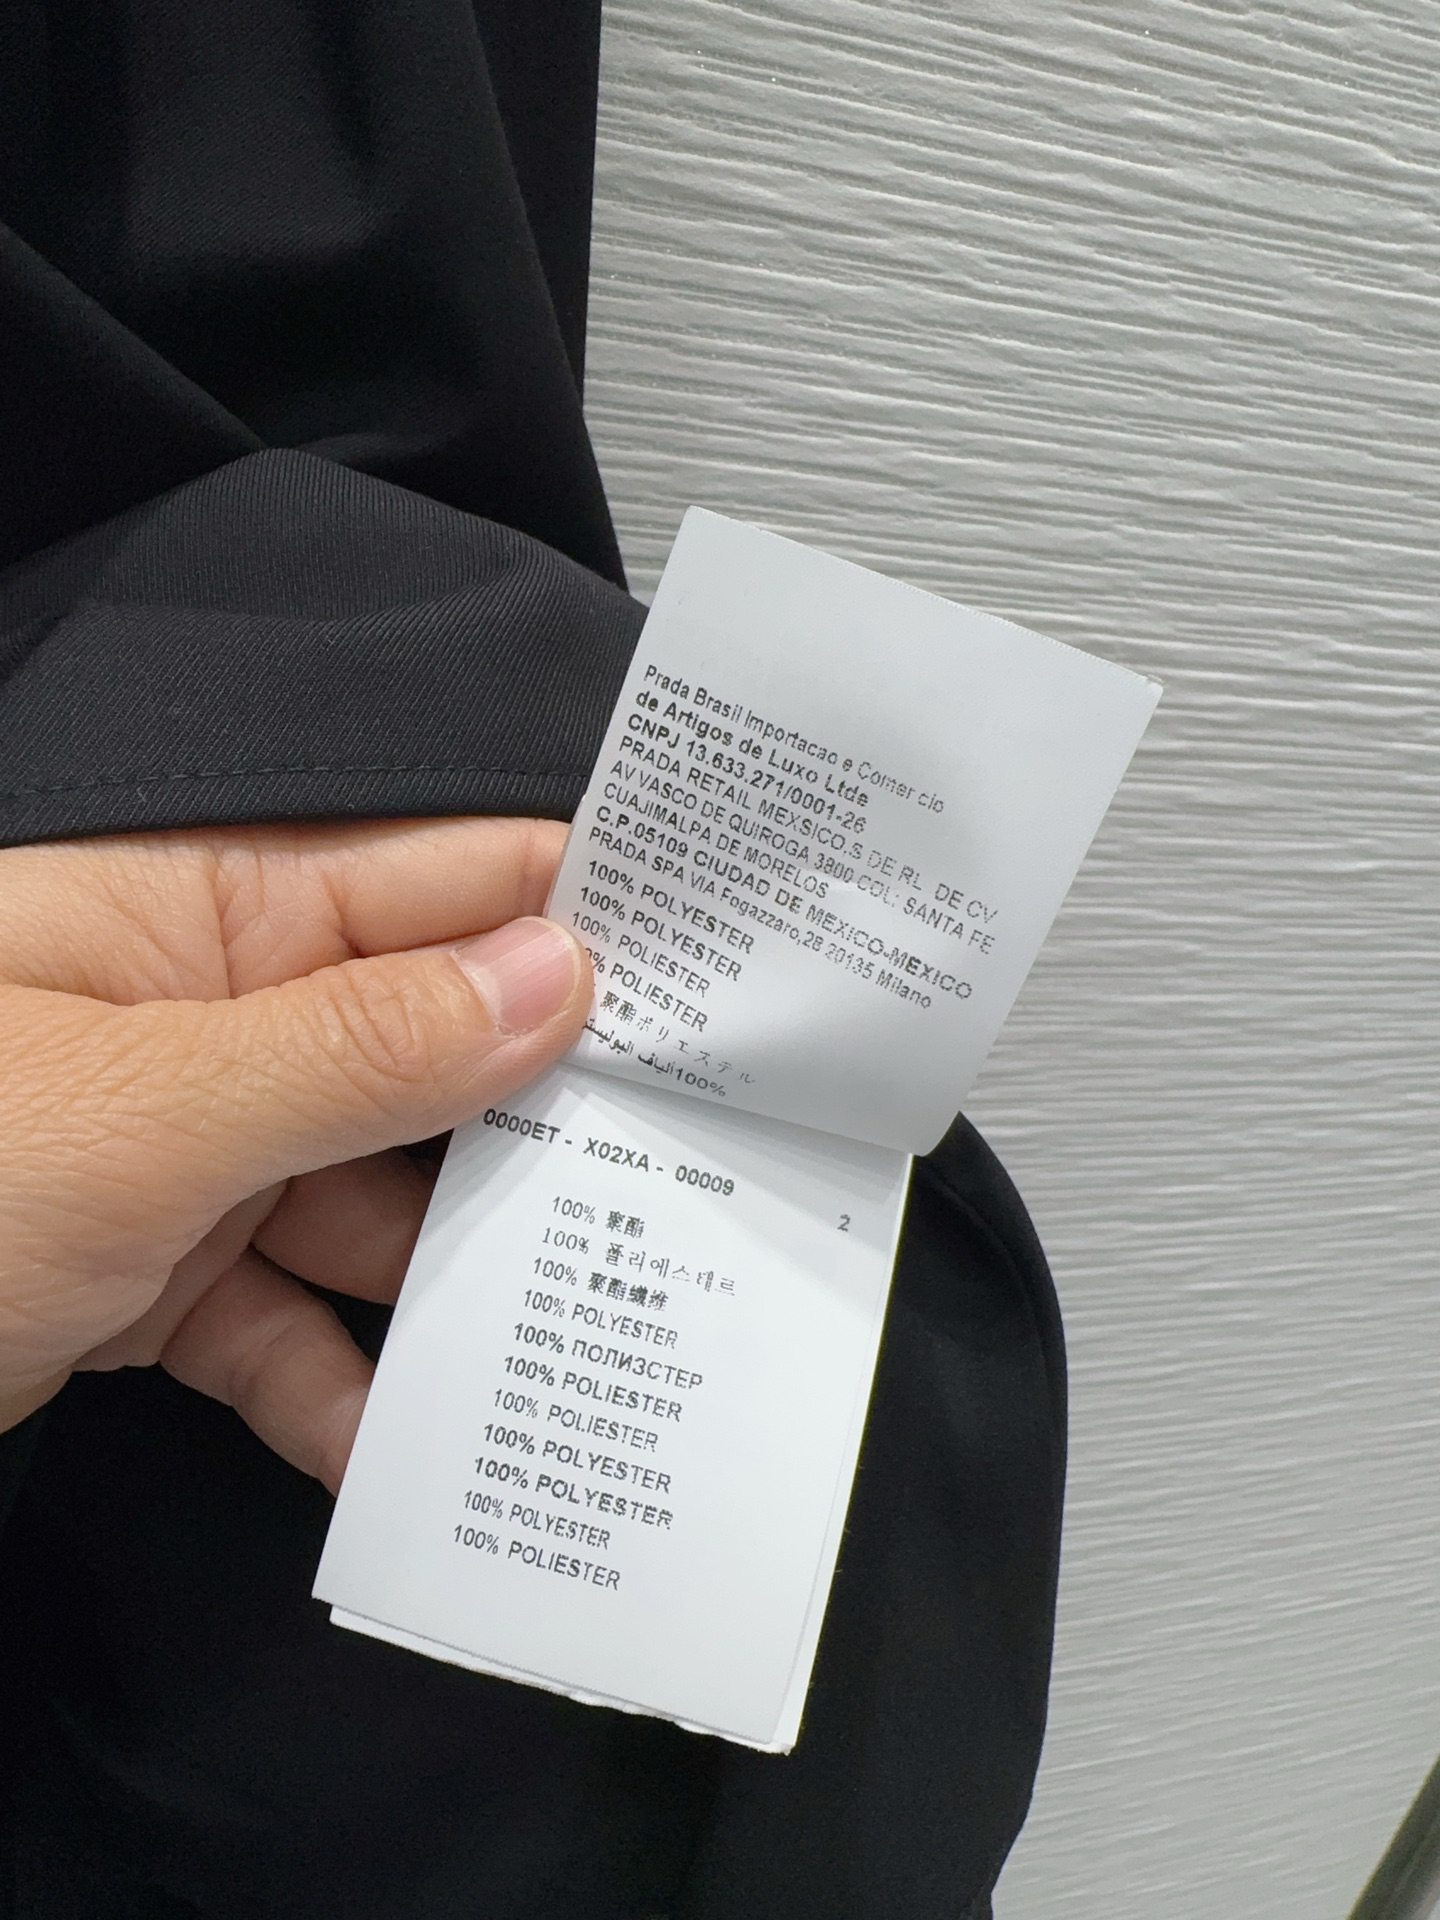 Prada Brasil Importacao e Comercio
de Artigos de Luxo Ltde
CNPJ 13.633.271/0001-26
PRADA RETAIL MEXSICO,S DE RL DE CV
AV VASCO DE QUIROGA 3800 COL; SANTA FE
CUAJIMALPA DE MORELOS
C.P.05109 CIUDAD DE MEXICO-MEXICO
PRADA SPA VIA Fogazzaro,28 20135 Milano
100% POLYESTER
100% POLYESTER
100% POLIESTER
% POLIESTER
聚酯ポリエステル
100% ألياف
0000ET - X02XA - 00009
2
100% 聚酯
100% 폴리에스테르
100% 聚酯纖維
100% POLYESTER
100% ПОЛИЗСТЕР
100% POLIESTER
100% POLIESTER
100% POLYESTER
100% POLYESTER
100% POLYESTER
100% POLIESTER